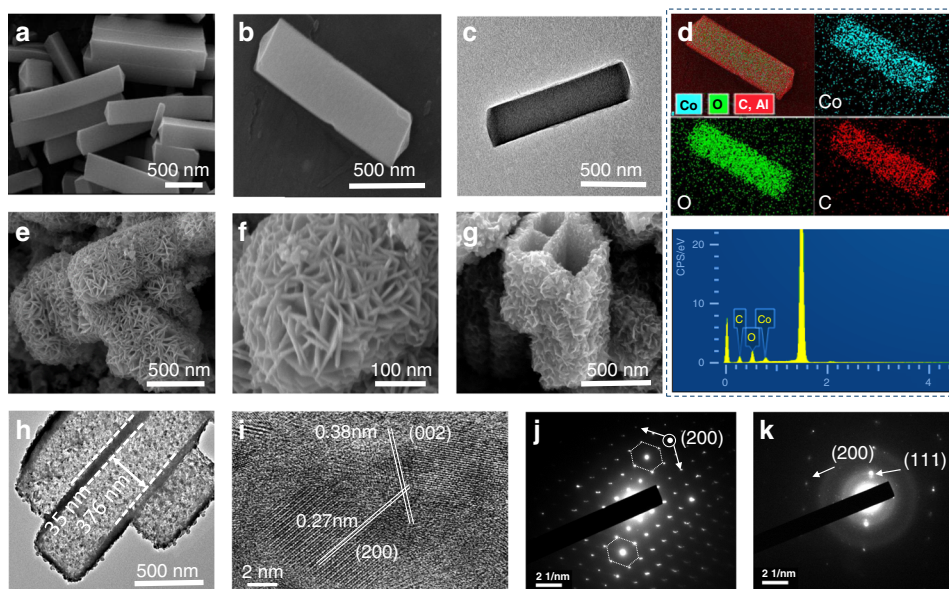 a
500 nm
b
500 nm
c
500 nm
d
Co
O
C, Al
Co
O
C
e
500 nm
f
100 nm
g
500 nm
CPS/eV
20
10
0
C
O
Co
0
2
4
h
35 nm
376 nm
500 nm
i
0.38nm
(002)
0.27nm
(200)
2 nm
j
(200)
2 1/nm
k
(200)
(111)
2 1/nm